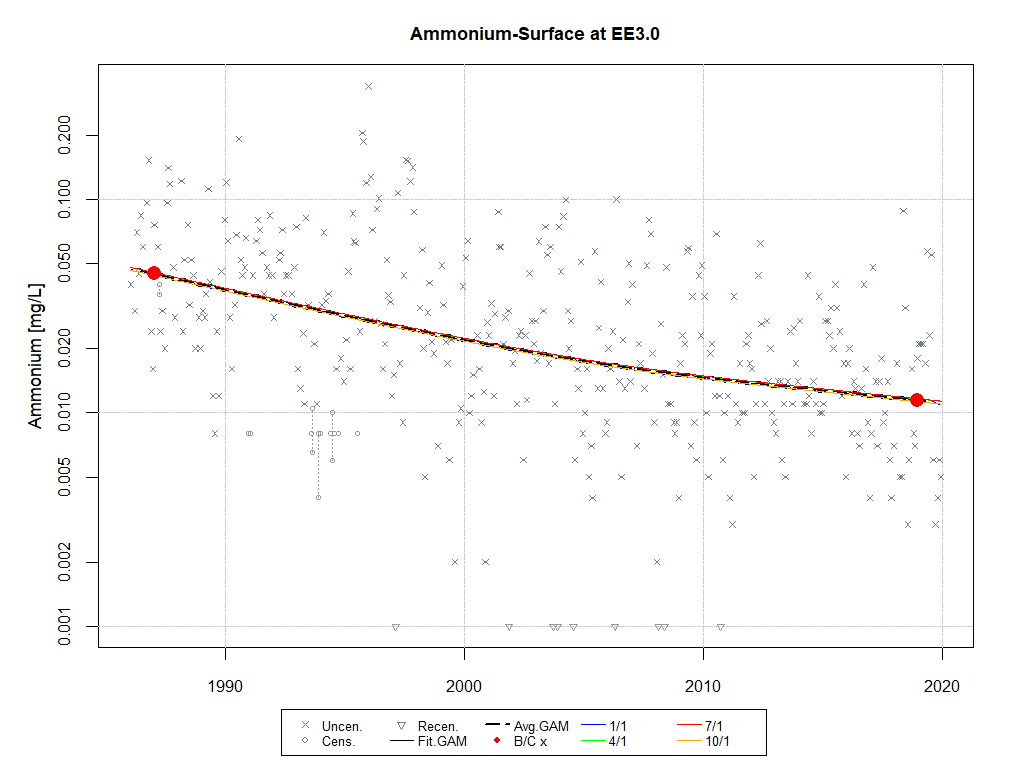 Ammonium-Surface at EE3.0
Ammonium [mg/L]
0.200
0.100
0.050
0.020
0.010
0.005
0.002
0.001
1990 2000 2010 2020
Uncen. Recen. Avg.GAM 1/1 7/1
Cens. Fit.GAM B/C x 4/1 10/1